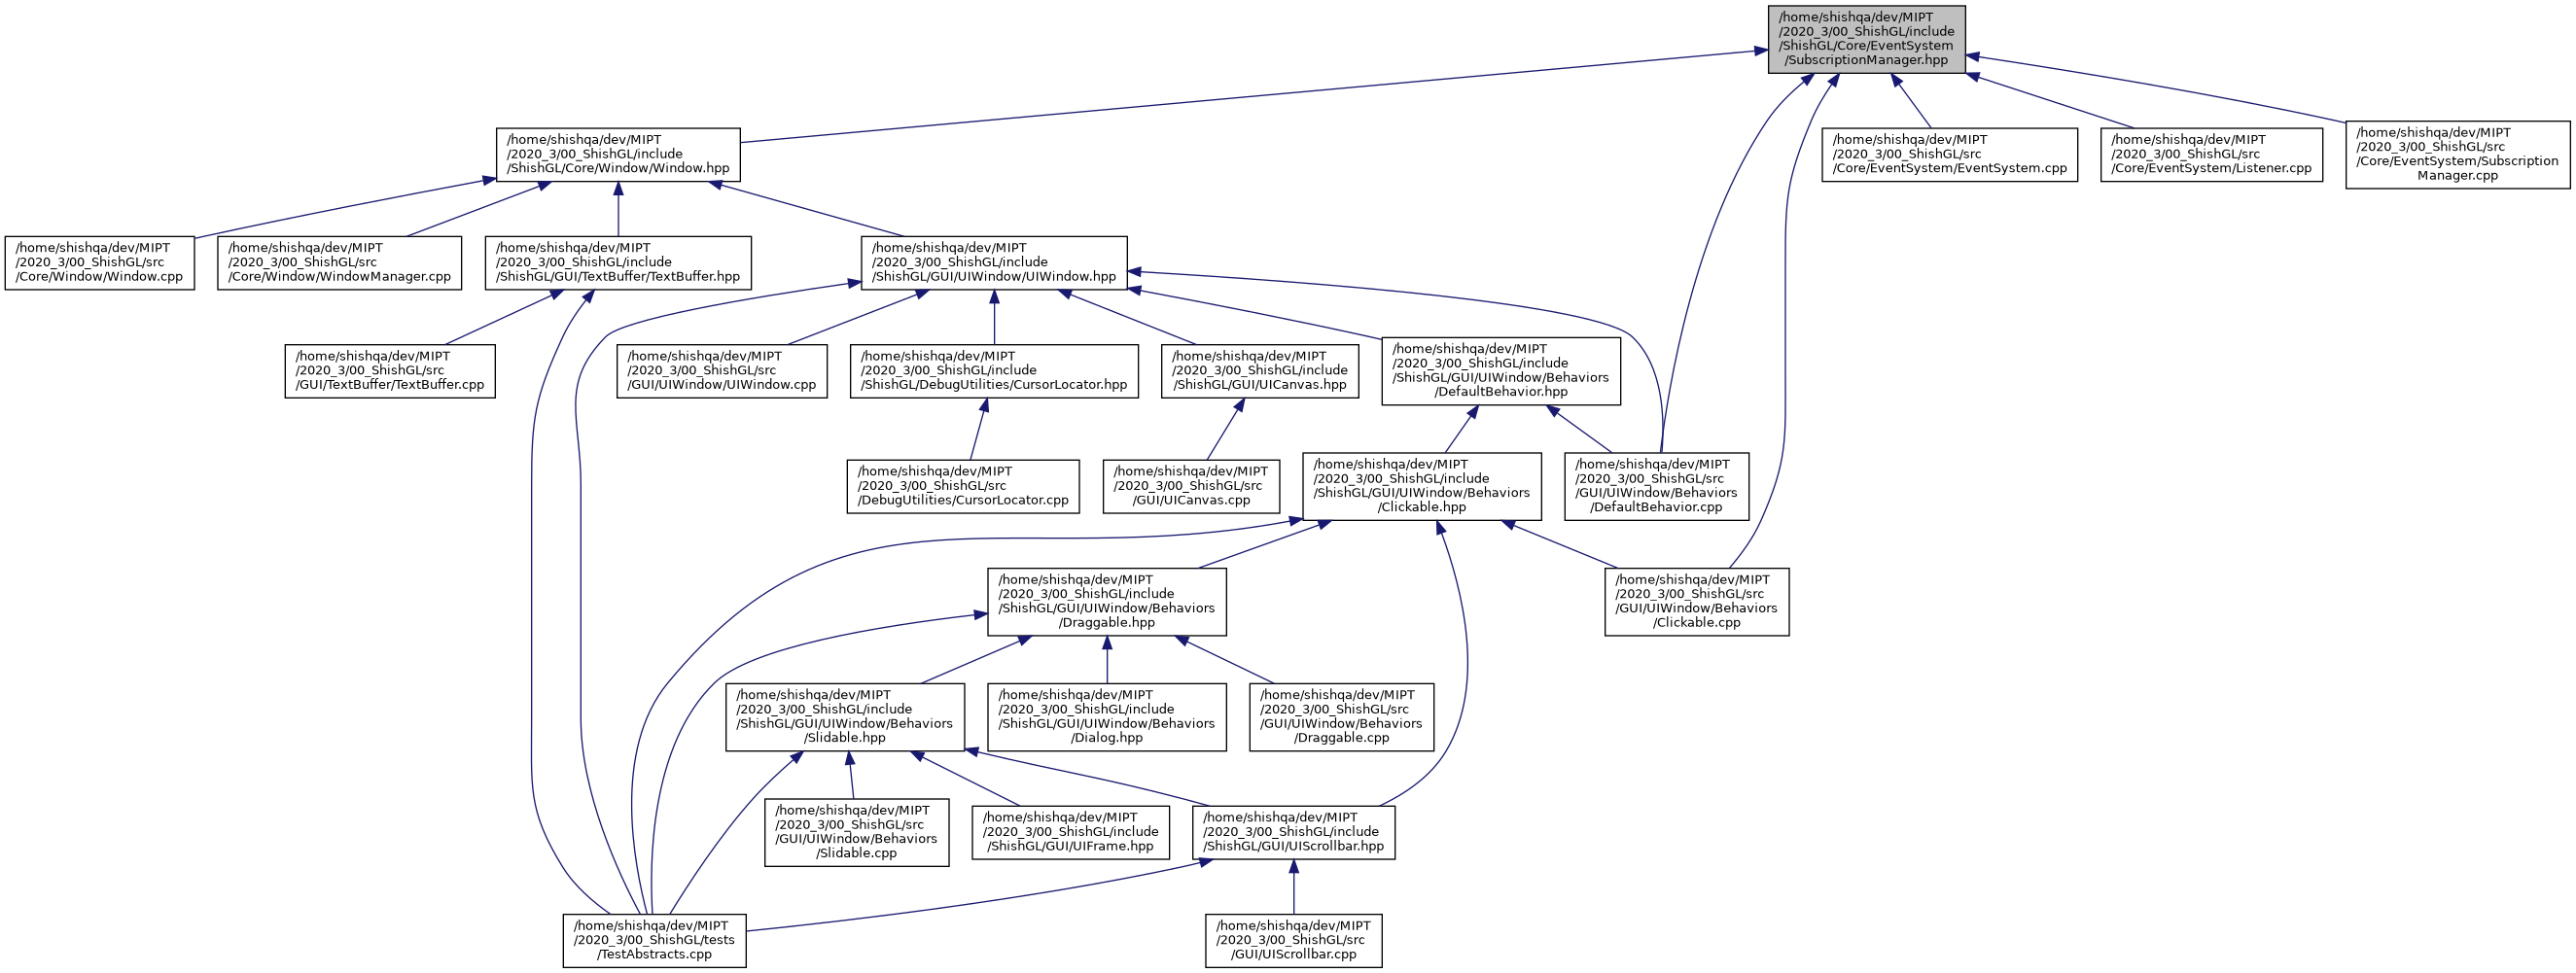 /home/shishqa/dev/MIPT
/2020_3/00_ShishGL/include
/ShishGL/Core/EventSystem
/SubscriptionManager.hpp
/home/shishqa/dev/MIPT
/2020_3/00_ShishGL/include
/ShishGL/Core/Window/Window.hpp
/home/shishqa/dev/MIPT
/2020_3/00_ShishGL/src
/Core/EventSystem/EventSystem.cpp
/home/shishqa/dev/MIPT
/2020_3/00_ShishGL/src
/Core/EventSystem/Listener.cpp
/home/shishqa/dev/MIPT
/2020_3/00_ShishGL/src
/Core/EventSystem/Subscription
Manager.cpp
/home/shishqa/dev/MIPT
/2020_3/00_ShishGL/src
/Core/Window/Window.cpp
/home/shishqa/dev/MIPT
/2020_3/00_ShishGL/src
/Core/Window/WindowManager.cpp
/home/shishqa/dev/MIPT
/2020_3/00_ShishGL/include
/ShishGL/GUI/TextBuffer/TextBuffer.hpp
/home/shishqa/dev/MIPT
/2020_3/00_ShishGL/include
/ShishGL/GUI/UIWindow/UIWindow.hpp
/home/shishqa/dev/MIPT
/2020_3/00_ShishGL/src
/GUI/TextBuffer/TextBuffer.cpp
/home/shishqa/dev/MIPT
/2020_3/00_ShishGL/src
/GUI/UIWindow/UIWindow.cpp
/home/shishqa/dev/MIPT
/2020_3/00_ShishGL/include
/ShishGL/DebugUtilities/CursorLocator.hpp
/home/shishqa/dev/MIPT
/2020_3/00_ShishGL/include
/ShishGL/GUI/UICanvas.hpp
/home/shishqa/dev/MIPT
/2020_3/00_ShishGL/include
/ShishGL/GUI/UIWindow/Behaviors
/DefaultBehavior.hpp
/home/shishqa/dev/MIPT
/2020_3/00_ShishGL/src
/DebugUtilities/CursorLocator.cpp
/home/shishqa/dev/MIPT
/2020_3/00_ShishGL/src
/GUI/UICanvas.cpp
/home/shishqa/dev/MIPT
/2020_3/00_ShishGL/include
/ShishGL/GUI/UIWindow/Behaviors
/Clickable.hpp
/home/shishqa/dev/MIPT
/2020_3/00_ShishGL/src
/GUI/UIWindow/Behaviors
/DefaultBehavior.cpp
/home/shishqa/dev/MIPT
/2020_3/00_ShishGL/include
/ShishGL/GUI/UIWindow/Behaviors
/Draggable.hpp
/home/shishqa/dev/MIPT
/2020_3/00_ShishGL/src
/GUI/UIWindow/Behaviors
/Clickable.cpp
/home/shishqa/dev/MIPT
/2020_3/00_ShishGL/include
/ShishGL/GUI/UIWindow/Behaviors
/Slidable.hpp
/home/shishqa/dev/MIPT
/2020_3/00_ShishGL/include
/ShishGL/GUI/UIWindow/Behaviors
/Dialog.hpp
/home/shishqa/dev/MIPT
/2020_3/00_ShishGL/src
/GUI/UIWindow/Behaviors
/Draggable.cpp
/home/shishqa/dev/MIPT
/2020_3/00_ShishGL/src
/GUI/UIWindow/Behaviors
/Slidable.cpp
/home/shishqa/dev/MIPT
/2020_3/00_ShishGL/include
/ShishGL/GUI/UIFrame.hpp
/home/shishqa/dev/MIPT
/2020_3/00_ShishGL/include
/ShishGL/GUI/UIScrollbar.hpp
/home/shishqa/dev/MIPT
/2020_3/00_ShishGL/tests
/TestAbstracts.cpp
/home/shishqa/dev/MIPT
/2020_3/00_ShishGL/src
/GUI/UIScrollbar.cpp